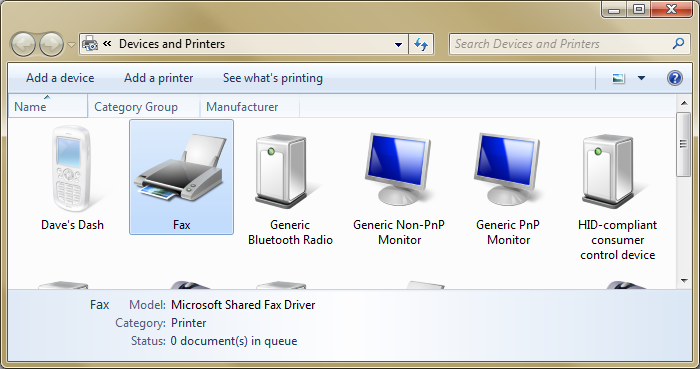 « Devices and Printers
Search Devices and Printers
Add a device Add a printer See what's printing
Name Category Group Manufacturer
Dave's Dash
Fax
Generic
Bluetooth Radio
Generic Non-PnP
Monitor
Generic PnP
Monitor
HID-compliant
consumer
control device
Fax Model: Microsoft Shared Fax Driver
Category: Printer
Status: 0 document(s) in queue